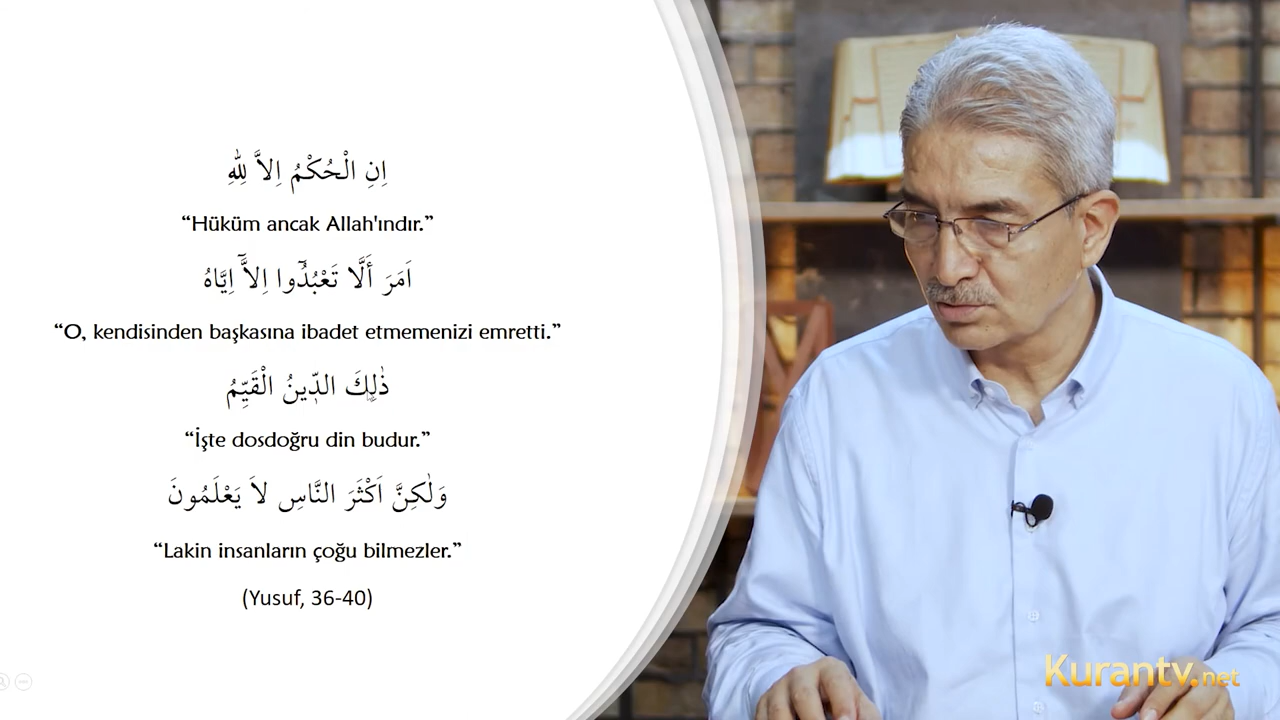 اِنِ الْحُكْمُ اِلاَّ لِلّٰهِ
“Hüküm ancak Allah'ındır.”
اَمَرَ أَلَّا تَعْبُدُٓوا اِلآَّ اِيَّاهُ
“O, kendisinden başkasına ibadet etmemenizi emretti.”
ذٰلِكَ الدّ۪ينُ الْقَيِّمُ
“İşte dosdoğru din budur.”
وَلٰكِنَّ اَكْثَرَ النَّاسِ لاَ يَعْلَمُونَ
“Lakin insanların çoğu bilmezler.”
(Yusuf, 36-40)
Kurantv.net